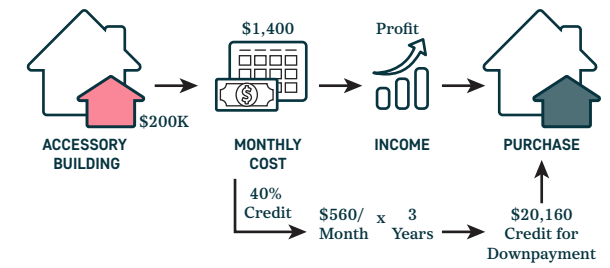 $1,400
Profit
$200K
ACCESSORY
BUILDING
MONTHLY
COST
INCOME
PURCHASE
40%
Credit
$560/
Month
x
3
Years
$20,160
Credit for
Downpayment